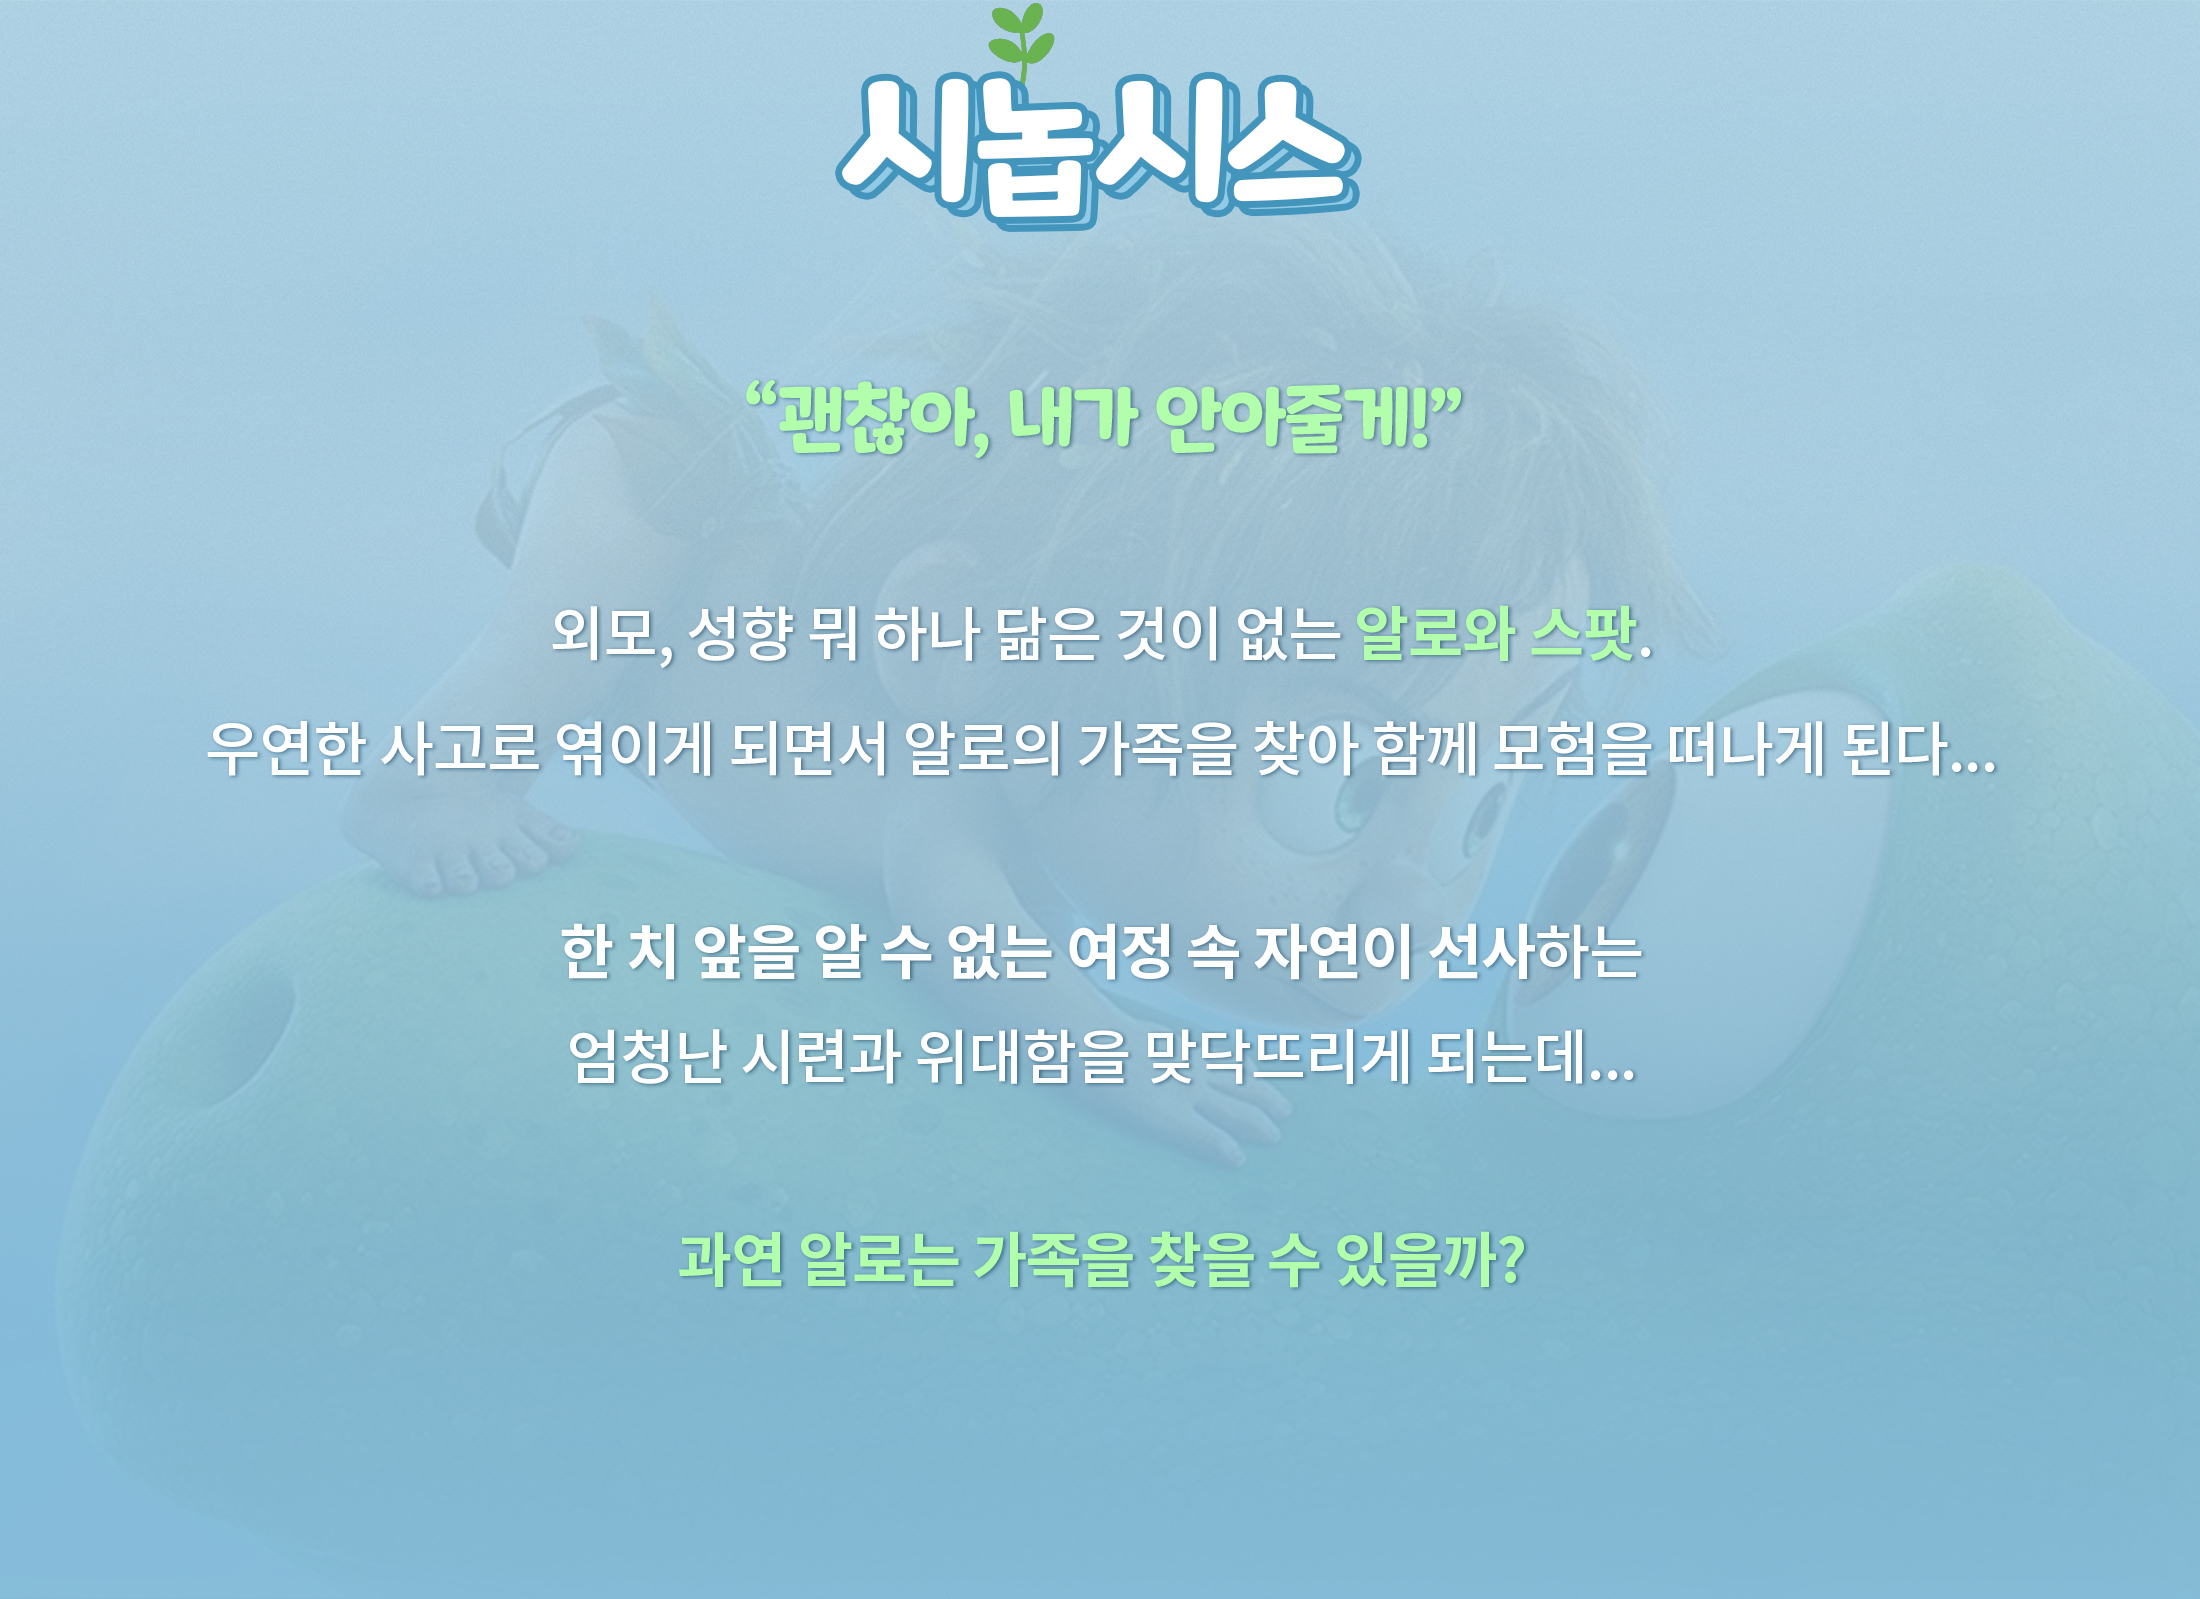 시놉시스
“괜찮아, 내가 안아줄게!”
외모, 성향 뭐 하나 닮은 것이 없는 알로와 스팟.
우연한 사고로 엮이게 되면서 알로의 가족을 찾아 함께 모험을 떠나게 된다...
한 치 앞을 알 수 없는 여정 속 자연이 선사하는
엄청난 시련과 위대함을 맞닥뜨리게 되는데...
과연 알로는 가족을 찾을 수 있을까?